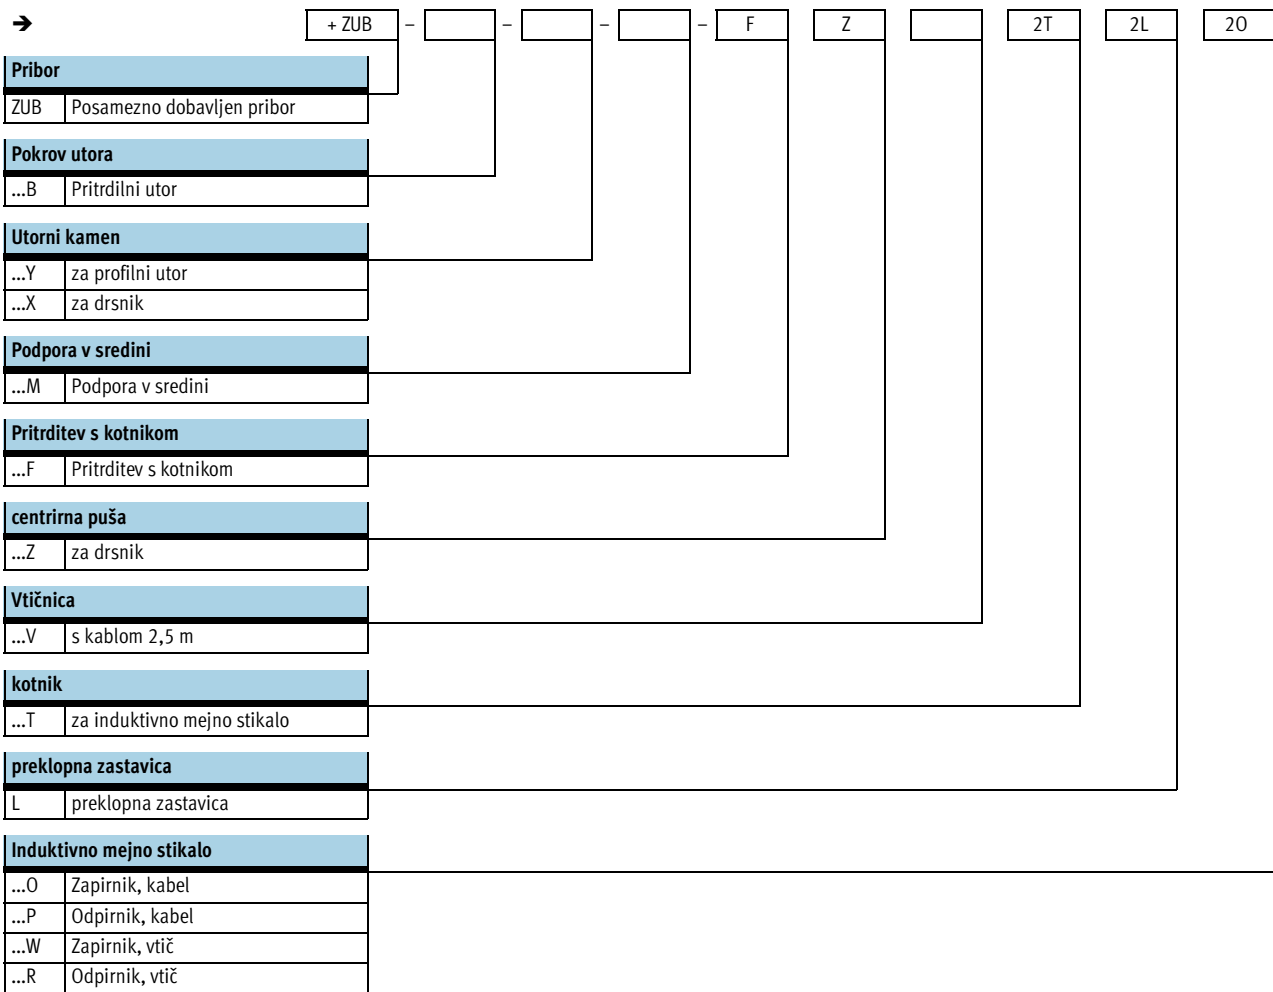 ➔ + ZUB – – – – F Z 2T 2L 2O
Pribor
ZUB Posamezno dobavljen pribor
Pokrov utora
...B Pritrdilni utor
Utorni kamen
...Y za profilni utor
...X za drsnik
Podpora v sredini
...M Podpora v sredini
Pritrditev s kotnikom
...F Pritrditev s kotnikom
centrirna puša
...Z za drsnik
Vtičnica
...V s kablom 2,5 m
kotnik
...T za induktivno mejno stikalo
preklopna zastavica
L preklopna zastavica
Induktivno mejno stikalo
...O Zapirnik, kabel
...P Odpirnik, kabel
...W Zapirnik, vtič
...R Odpirnik, vtič